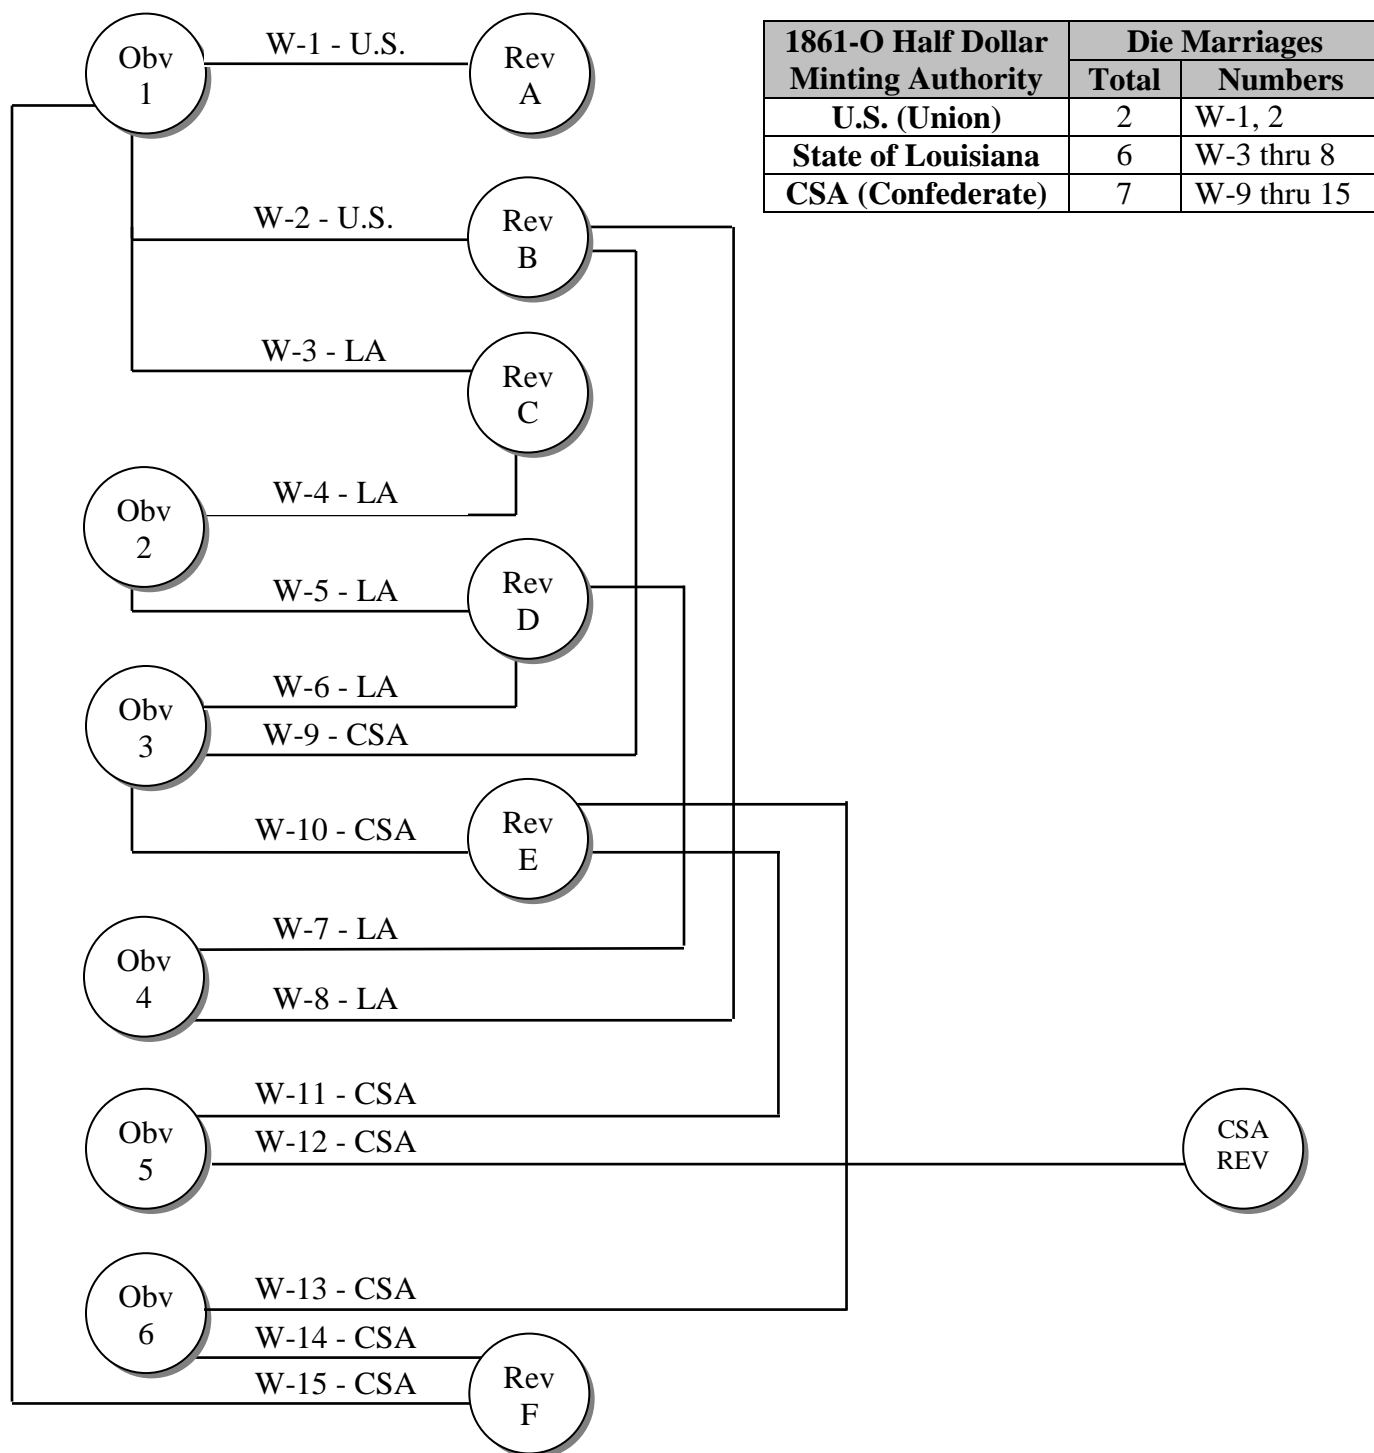 Obv
1
W-1 - U.S.
Rev
A
1861-O Half Dollar
Minting Authority
Die Marriages
Total
Numbers
U.S. (Union)
2
W-1, 2
State of Louisiana
6
W-3 thru 8
CSA (Confederate)
7
W-9 thru 15
W-2 - U.S.
Rev
B
W-3 - LA
Rev
C
Obv
2
W-4 - LA
W-5 - LA
Rev
D
Obv
3
W-6 - LA
W-9 - CSA
W-10 - CSA
Rev
E
Obv
4
W-7 - LA
W-8 - LA
Obv
5
W-11 - CSA
W-12 - CSA
CSA
REV
Obv
6
W-13 - CSA
W-14 - CSA
W-15 - CSA
Rev
F